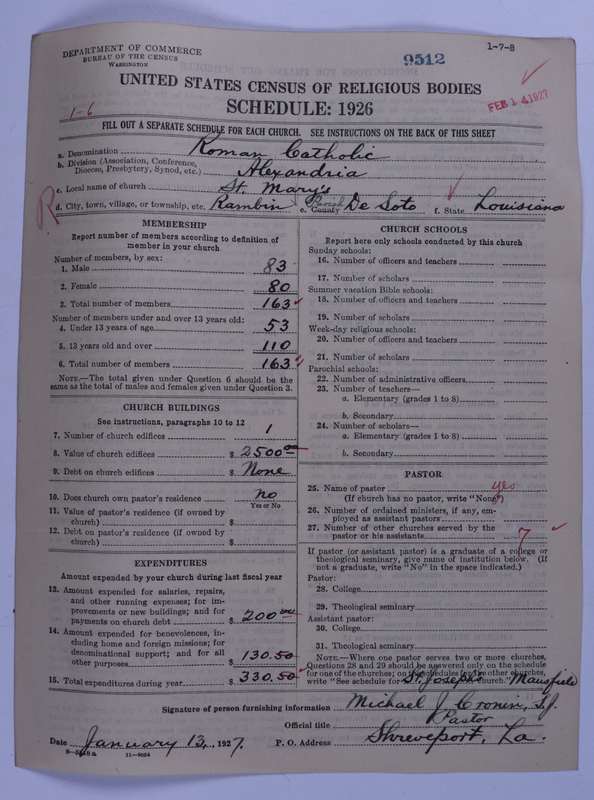 DEPARTMENT OF COMMERCE
BUREAU OF THE CENSUS
WASHINGTON
9512
1-7-8
UNITED STATES CENSUS OF RELIGIOUS BODIES
SCHEDULE: 1926
1-6
FEB 14 1927
FILL OUT A SEPARATE SCHEDULE FOR EACH CHURCH. SEE INSTRUCTIONS ON THE BACK OF THIS SHEET
a. Denomination Roman Catholic
b. Division (Association, Conference, Diocese, Presbytery, Synod, etc.) Alexandria
c. Local name of church St. Mary's
d. City, town, village, or township, etc. Kambin e. County Parish De Soto f. State Louisiana
R
MEMBERSHIP
Report number of members according to definition of
member in your church
Number of members, by sex:
1. Male 83
2. Female 80
3. Total number of members 163
Number of members under and over 13 years old:
4. Under 13 years of age 53
5. 13 years old and over 110
6. Total number of members 163
NOTE.—The total given under Question 6 should be the
same as the total of males and females given under Question 3.
CHURCH BUILDINGS
See instructions, paragraphs 10 to 12
7. Number of church edifices 1
8. Value of church edifices $ 2500 00
9. Debt on church edifices $ None
10. Does church own pastor's residence No
Yes or No
11. Value of pastor's residence (if owned by
church) $
12. Debt on pastor's residence (if owned by
church) $
EXPENDITURES
Amount expended by your church during last fiscal year
13. Amount expended for salaries, repairs,
and other running expenses; for im-
provements or new buildings; and for
payments on church debt $ 200 00
14. Amount expended for benevolences, in-
cluding home and foreign missions; for
denominational support; and for all
other purposes $ 130.50
15. Total expenditures during year $ 330.50
CHURCH SCHOOLS
Report here only schools conducted by this church
Sunday schools:
16. Number of officers and teachers
17. Number of scholars
Summer vacation Bible schools:
18. Number of officers and teachers
19. Number of scholars
Week-day religious schools:
20. Number of officers and teachers
21. Number of scholars
Parochial schools:
22. Number of administrative officers
23. Number of teachers—
a. Elementary (grades 1 to 8)
b. Secondary
24. Number of scholars—
a. Elementary (grades 1 to 8)
b. Secondary
PASTOR
25. Name of pastor yes
(If church has no pastor, write "None")
26. Number of ordained ministers, if any, em-
ployed as assistant pastors
27. Number of other churches served by the
pastor or his assistants 7
If pastor (or assistant pastor) is a graduate of a college or
theological seminary, give name of institution below. (If
not a graduate, write "No" in the space indicated.)
Pastor:
28. College
29. Theological seminary
Assistant pastor:
30. College
31. Theological seminary
NOTE.—Where one pastor serves two or more churches,
Questions 28 and 29 should be answered only on the schedule
for one of the churches; on the schedules for the other churches,
write "See schedule for St. Joseph's Mansfield church."
Signature of person furnishing information Michael J. Cronin, S.J.
Official title Pastor
Date January 13, 1927. P. O. Address Shreveport, La.
11—9034